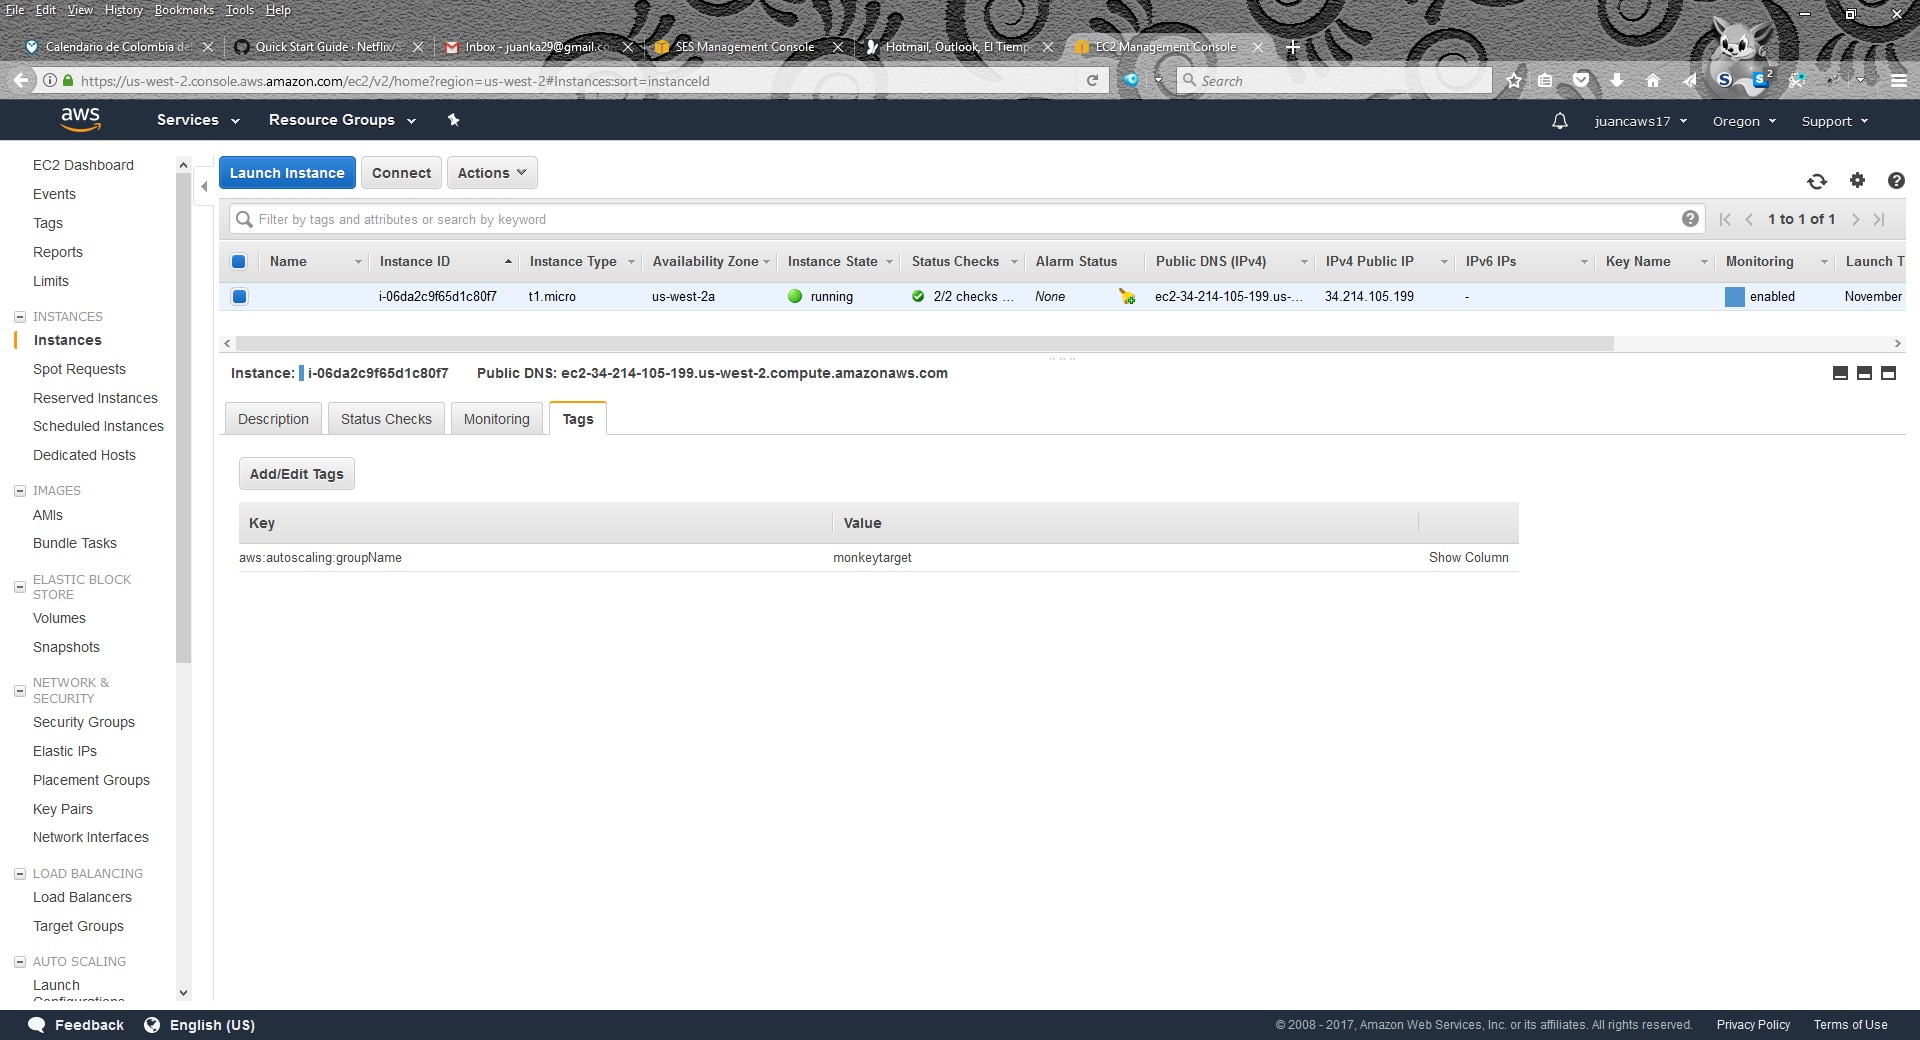 File Edit View History Bookmarks Tools Help
Calendario de Colombia de
Quick Start Guide · Netflix/S
Inbox - juanka29@gmail.co
SES Management Console
Hotmail, Outlook, El Tiemp
EC2 Management Console
https://us-west-2.console.aws.amazon.com/ec2/v2/home?region=us-west-2#Instances:sort=instanceId
Search
aws
Services
Resource Groups
juancaws17
Oregon
Support
EC2 Dashboard
Events
Tags
Reports
Limits
INSTANCES
Instances
Spot Requests
Reserved Instances
Scheduled Instances
Dedicated Hosts
IMAGES
AMIs
Bundle Tasks
ELASTIC BLOCK
STORE
Volumes
Snapshots
NETWORK &
SECURITY
Security Groups
Elastic IPs
Placement Groups
Key Pairs
Network Interfaces
LOAD BALANCING
Load Balancers
Target Groups
AUTO SCALING
Launch
Configurations
Launch Instance
Connect
Actions
Filter by tags and attributes or search by keyword
1 to 1 of 1
Name Instance ID Instance Type Availability Zone Instance State Status Checks Alarm Status Public DNS (IPv4) IPv4 Public IP IPv6 IPs Key Name Monitoring Launch T
i-06da2c9f65d1c80f7 t1.micro us-west-2a running 2/2 checks ... None ec2-34-214-105-199.us-... 34.214.105.199 - enabled November
Instance: i-06da2c9f65d1c80f7 Public DNS: ec2-34-214-105-199.us-west-2.compute.amazonaws.com
Description
Status Checks
Monitoring
Tags
Add/Edit Tags
Key Value
aws:autoscaling:groupName monkeytarget Show Column
Feedback
English (US)
© 2008 - 2017, Amazon Web Services, Inc. or its affiliates. All rights reserved.
Privacy Policy
Terms of Use